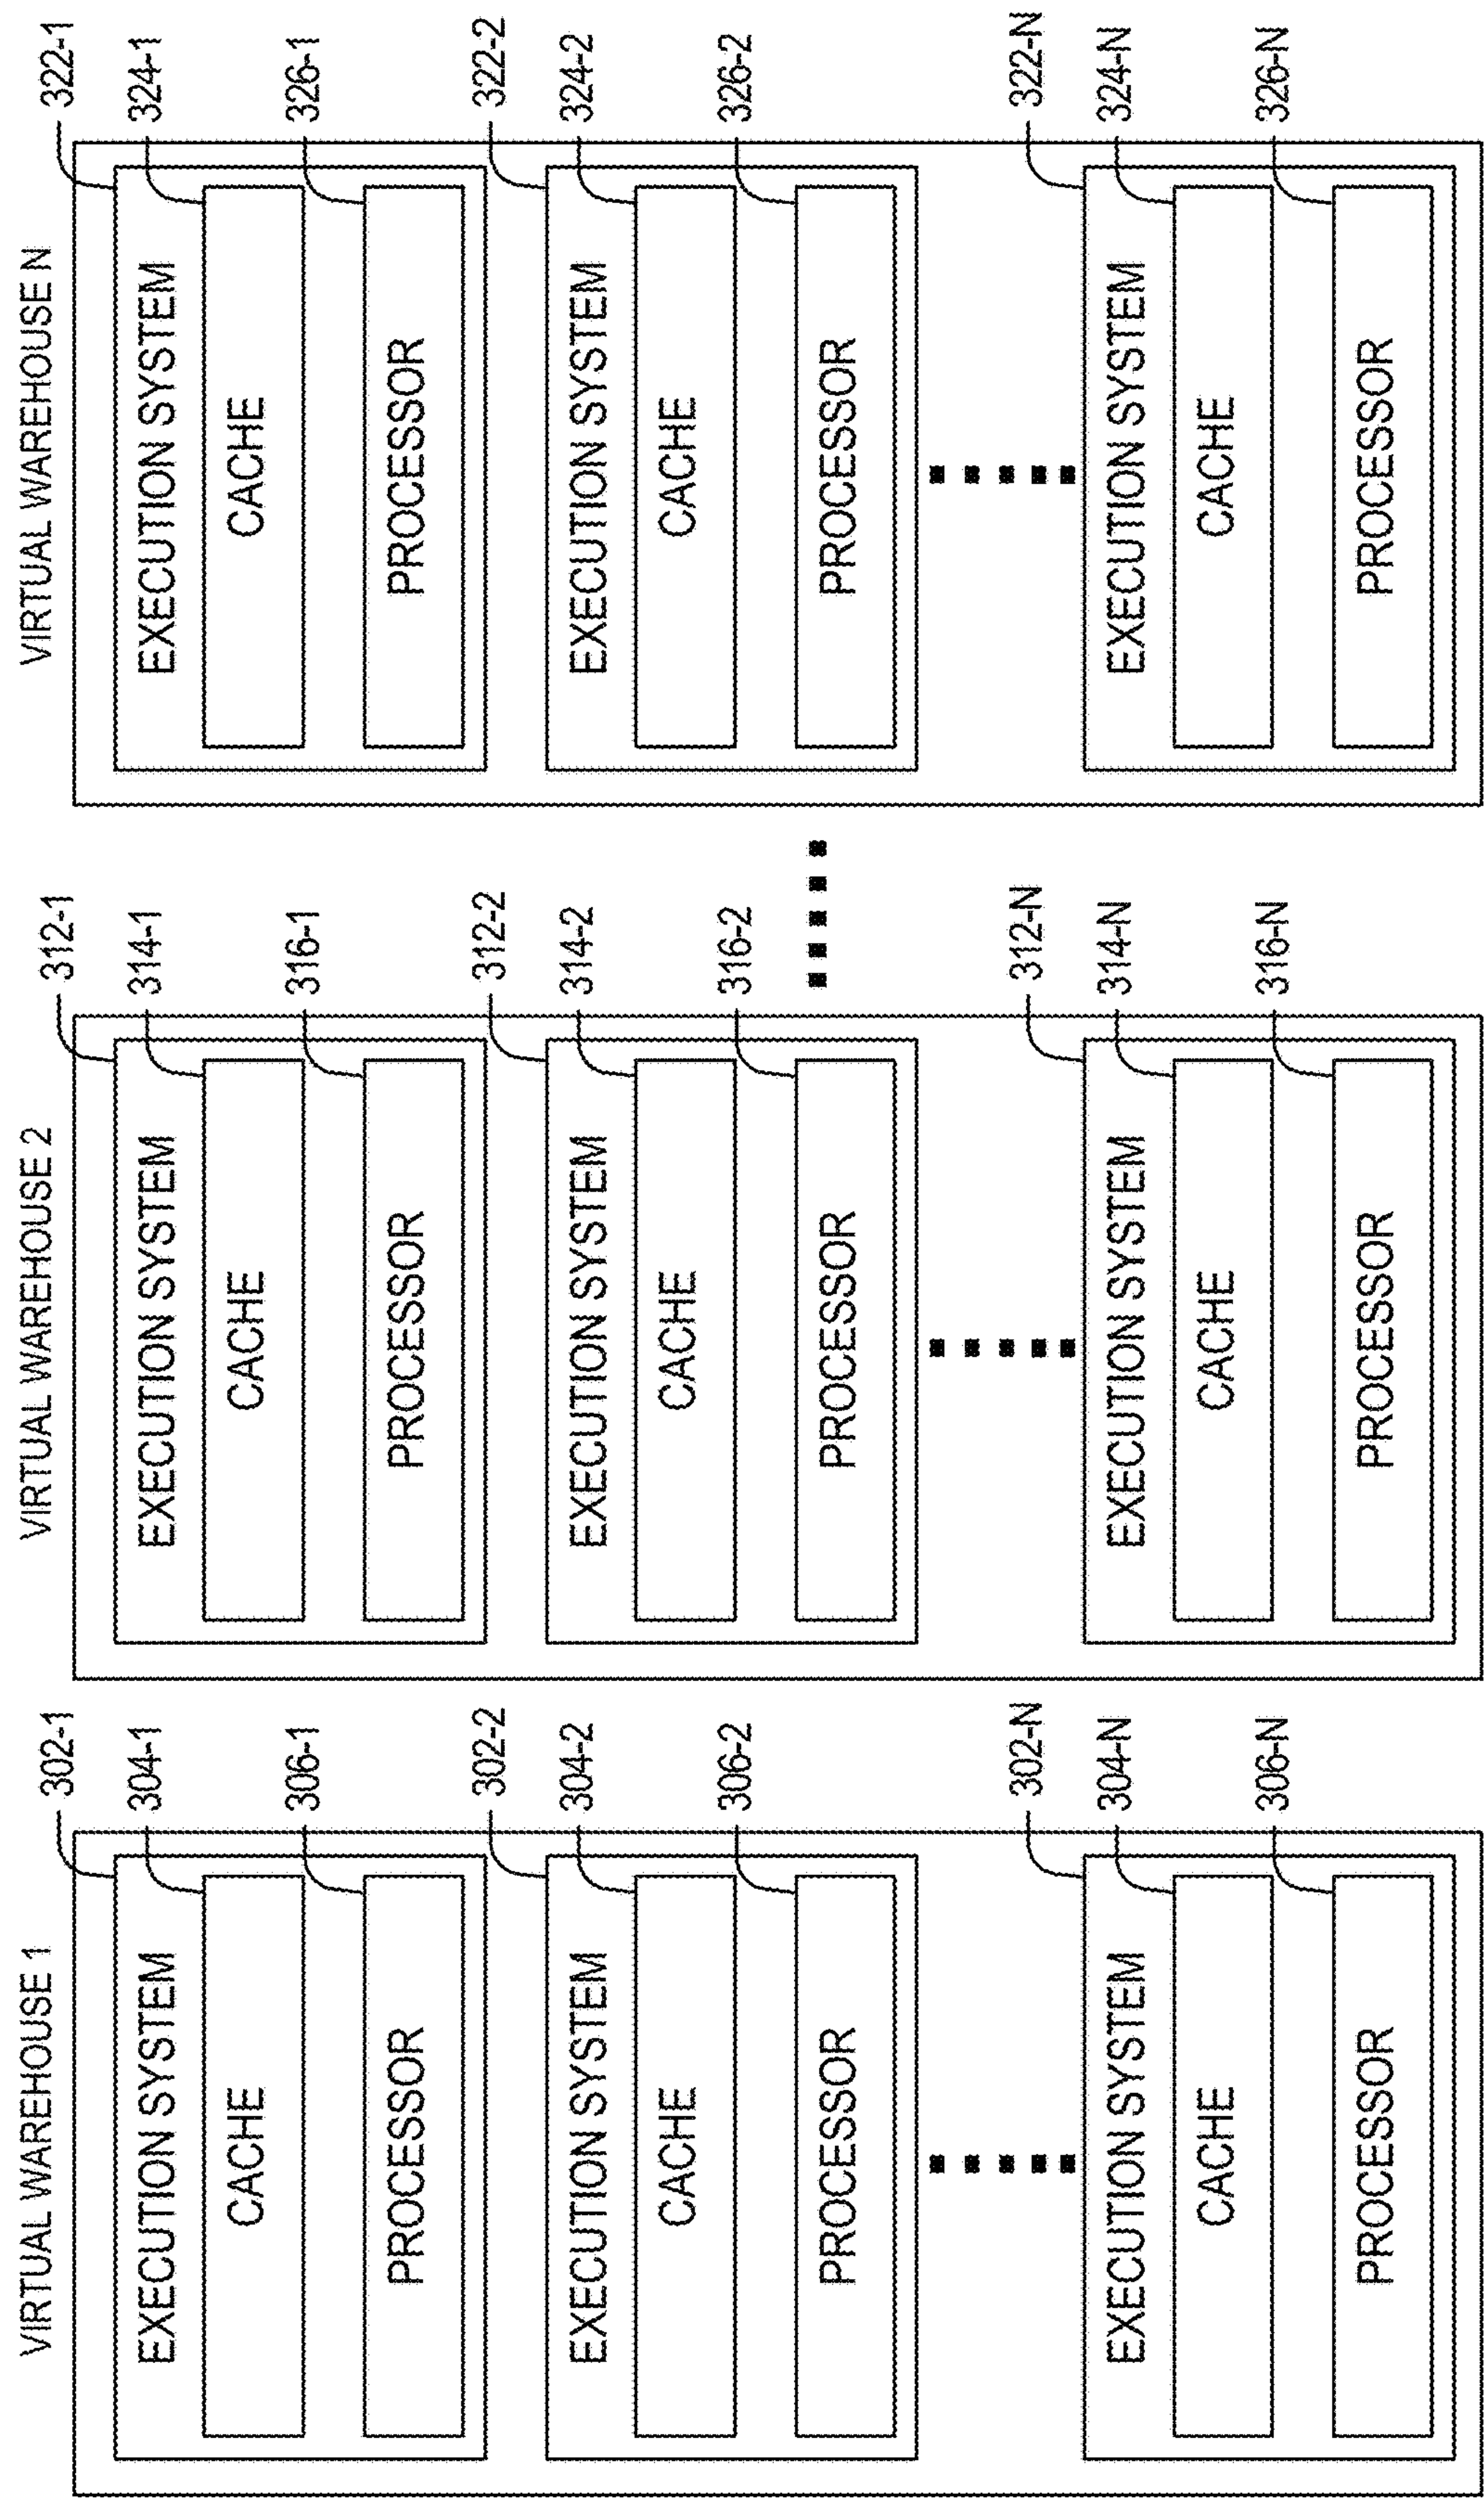 VIRTUAL WAREHOUSE 1
EXECUTION SYSTEM
302-1
CACHE
304-1
PROCESSOR
306-1
EXECUTION SYSTEM
302-2
CACHE
304-2
PROCESSOR
306-2
EXECUTION SYSTEM
302-N
CACHE
304-N
PROCESSOR
306-N
VIRTUAL WAREHOUSE 2
EXECUTION SYSTEM
312-1
CACHE
314-1
PROCESSOR
316-1
EXECUTION SYSTEM
312-2
CACHE
314-2
PROCESSOR
316-2
EXECUTION SYSTEM
312-N
CACHE
314-N
PROCESSOR
316-N
VIRTUAL WAREHOUSE N
EXECUTION SYSTEM
322-1
CACHE
324-1
PROCESSOR
326-1
EXECUTION SYSTEM
322-2
CACHE
324-2
PROCESSOR
326-2
EXECUTION SYSTEM
322-N
CACHE
324-N
PROCESSOR
326-N